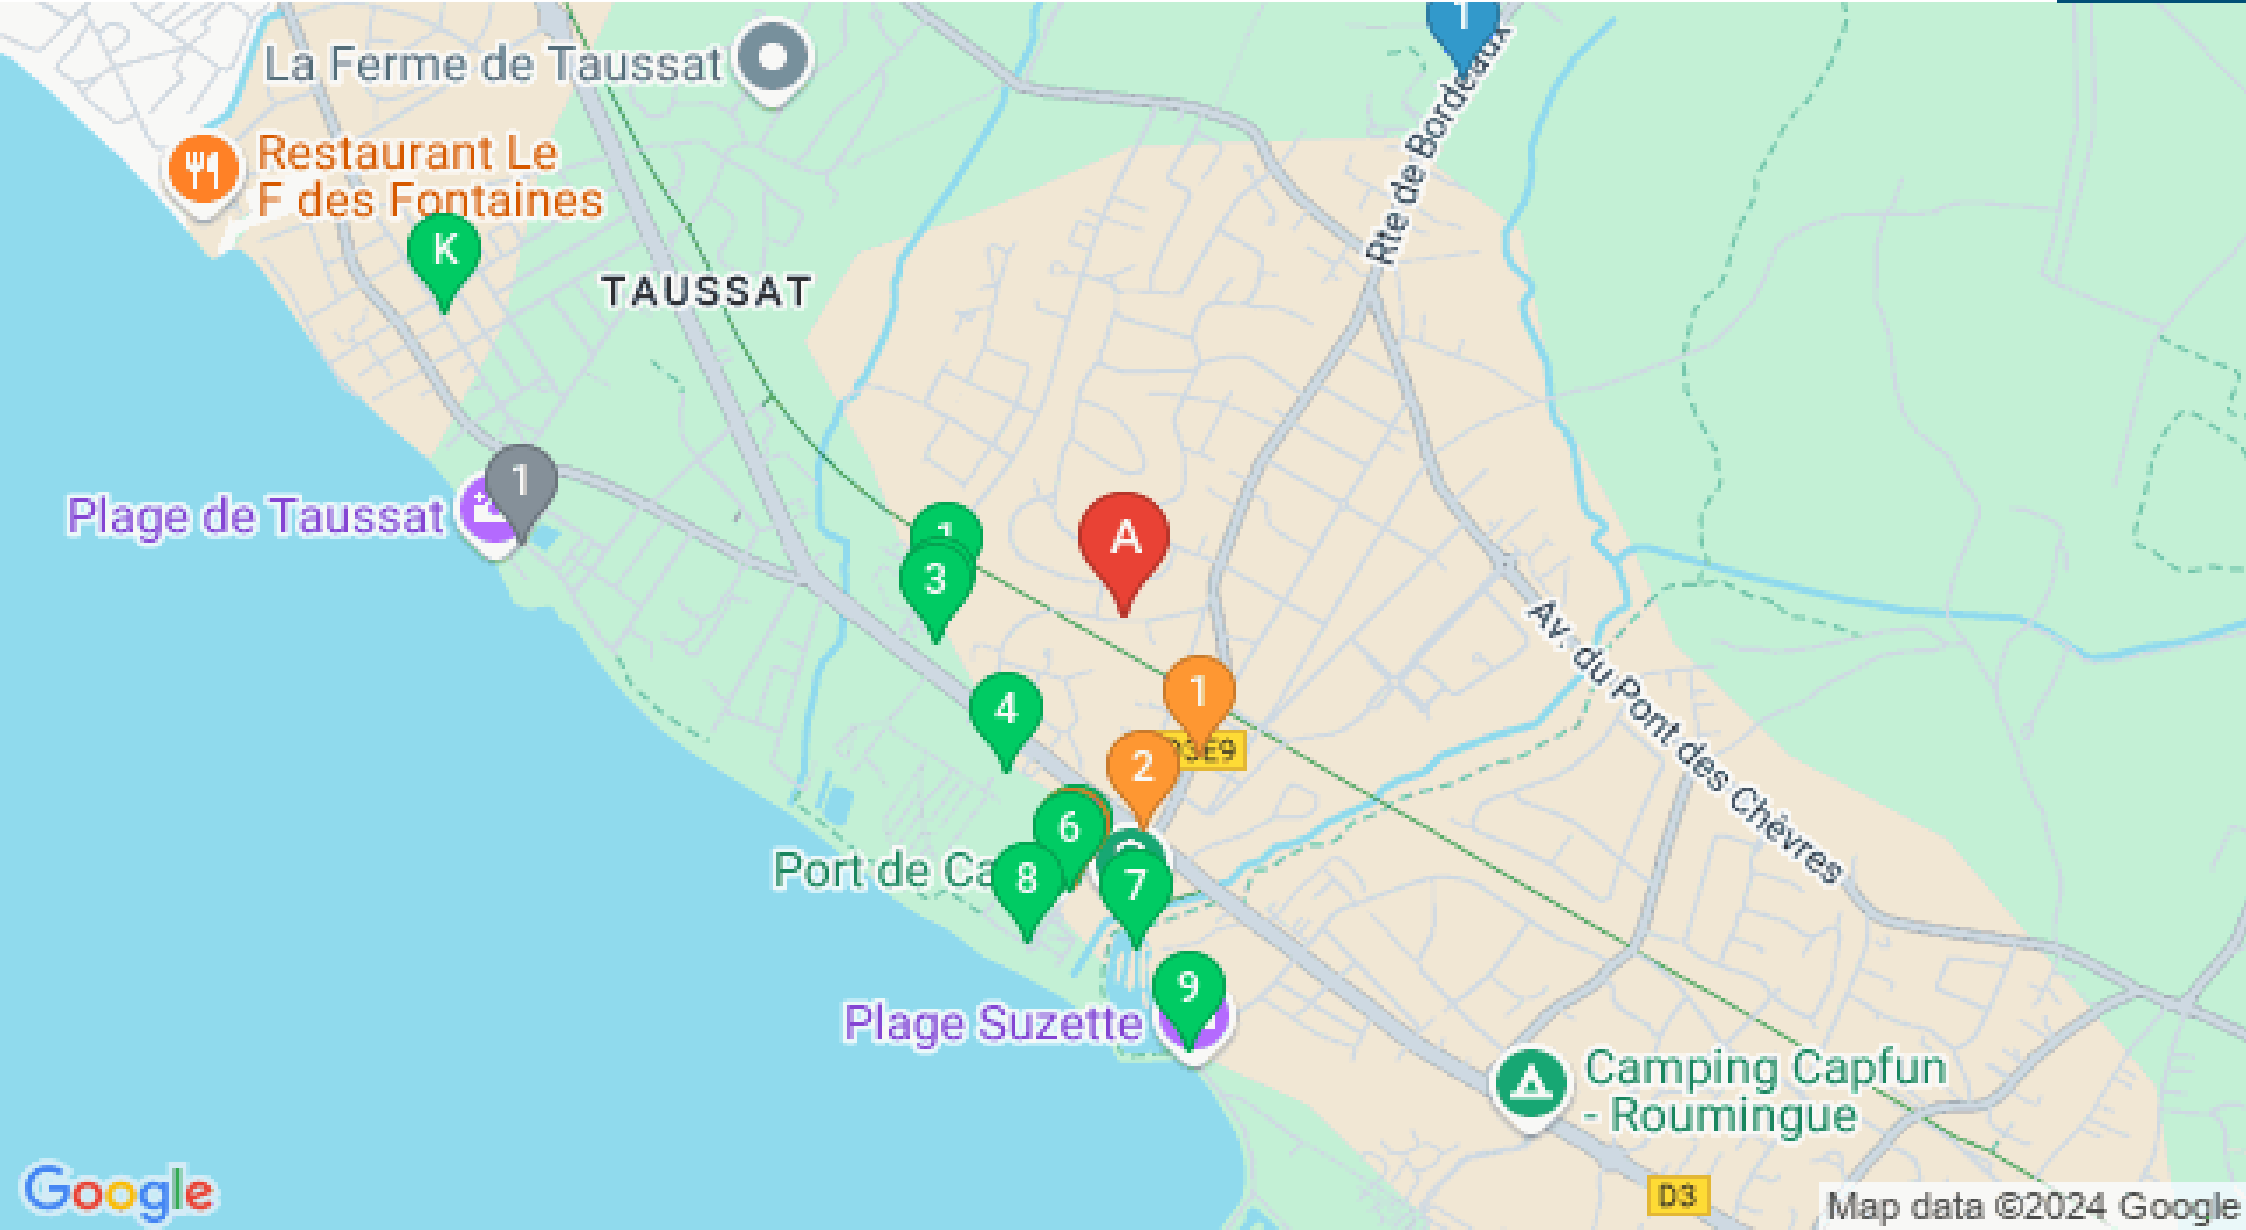 1
La Ferme de Taussat
Rte de Bordeaux
Restaurant Le
F des Fontaines
K
TAUSSAT
1
Plage de Taussat
1
3
A
Av. du Pont des Chèvres
4
1
2
6
Port de Ca
8
7
9
Plage Suzette
Camping Capfun
- Roumingue
Google
D3
Map data ©2024 Google